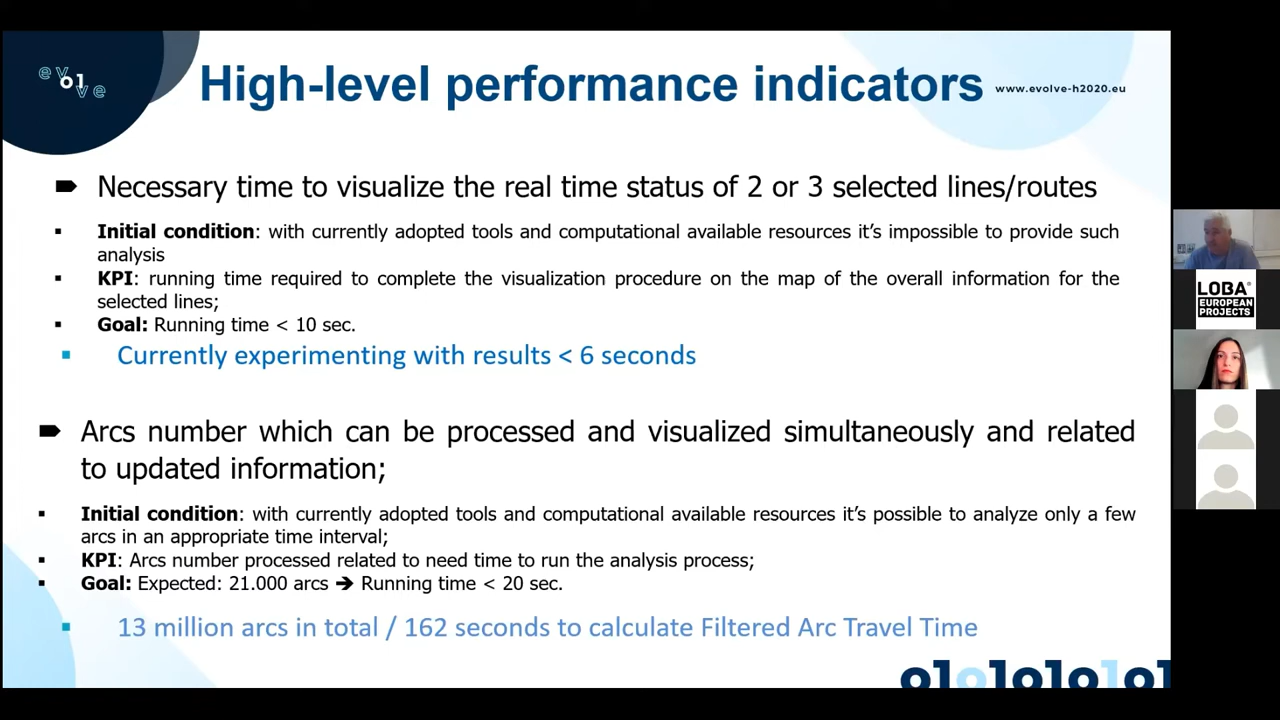 ev
o1
ve
High-level performance indicators
www.evolve-h2020.eu
Necessary time to visualize the real time status of 2 or 3 selected lines/routes
Initial condition: with currently adopted tools and computational available resources it's impossible to provide such
analysis
KPI: running time required to complete the visualization procedure on the map of the overall information for the
selected lines;
Goal: Running time < 10 sec.
Currently experimenting with results < 6 seconds
Arcs number which can be processed and visualized simultaneously and related
to updated information;
Initial condition: with currently adopted tools and computational available resources it's possible to analyze only a few
arcs in an appropriate time interval;
KPI: Arcs number processed related to need time to run the analysis process;
Goal: Expected: 21.000 arcs ➔ Running time < 20 sec.
13 million arcs in total / 162 seconds to calculate Filtered Arc Travel Time
o1o1o1o1o1
LOBA®
EUROPEAN
PROJECTS